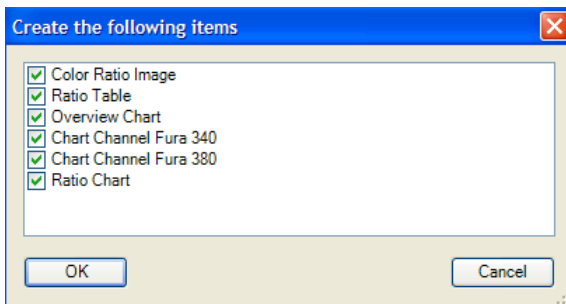 Create the following items
Color Ratio Image
Ratio Table
Overview Chart
Chart Channel Fura 340
Chart Channel Fura 380
Ratio Chart
OK Cancel